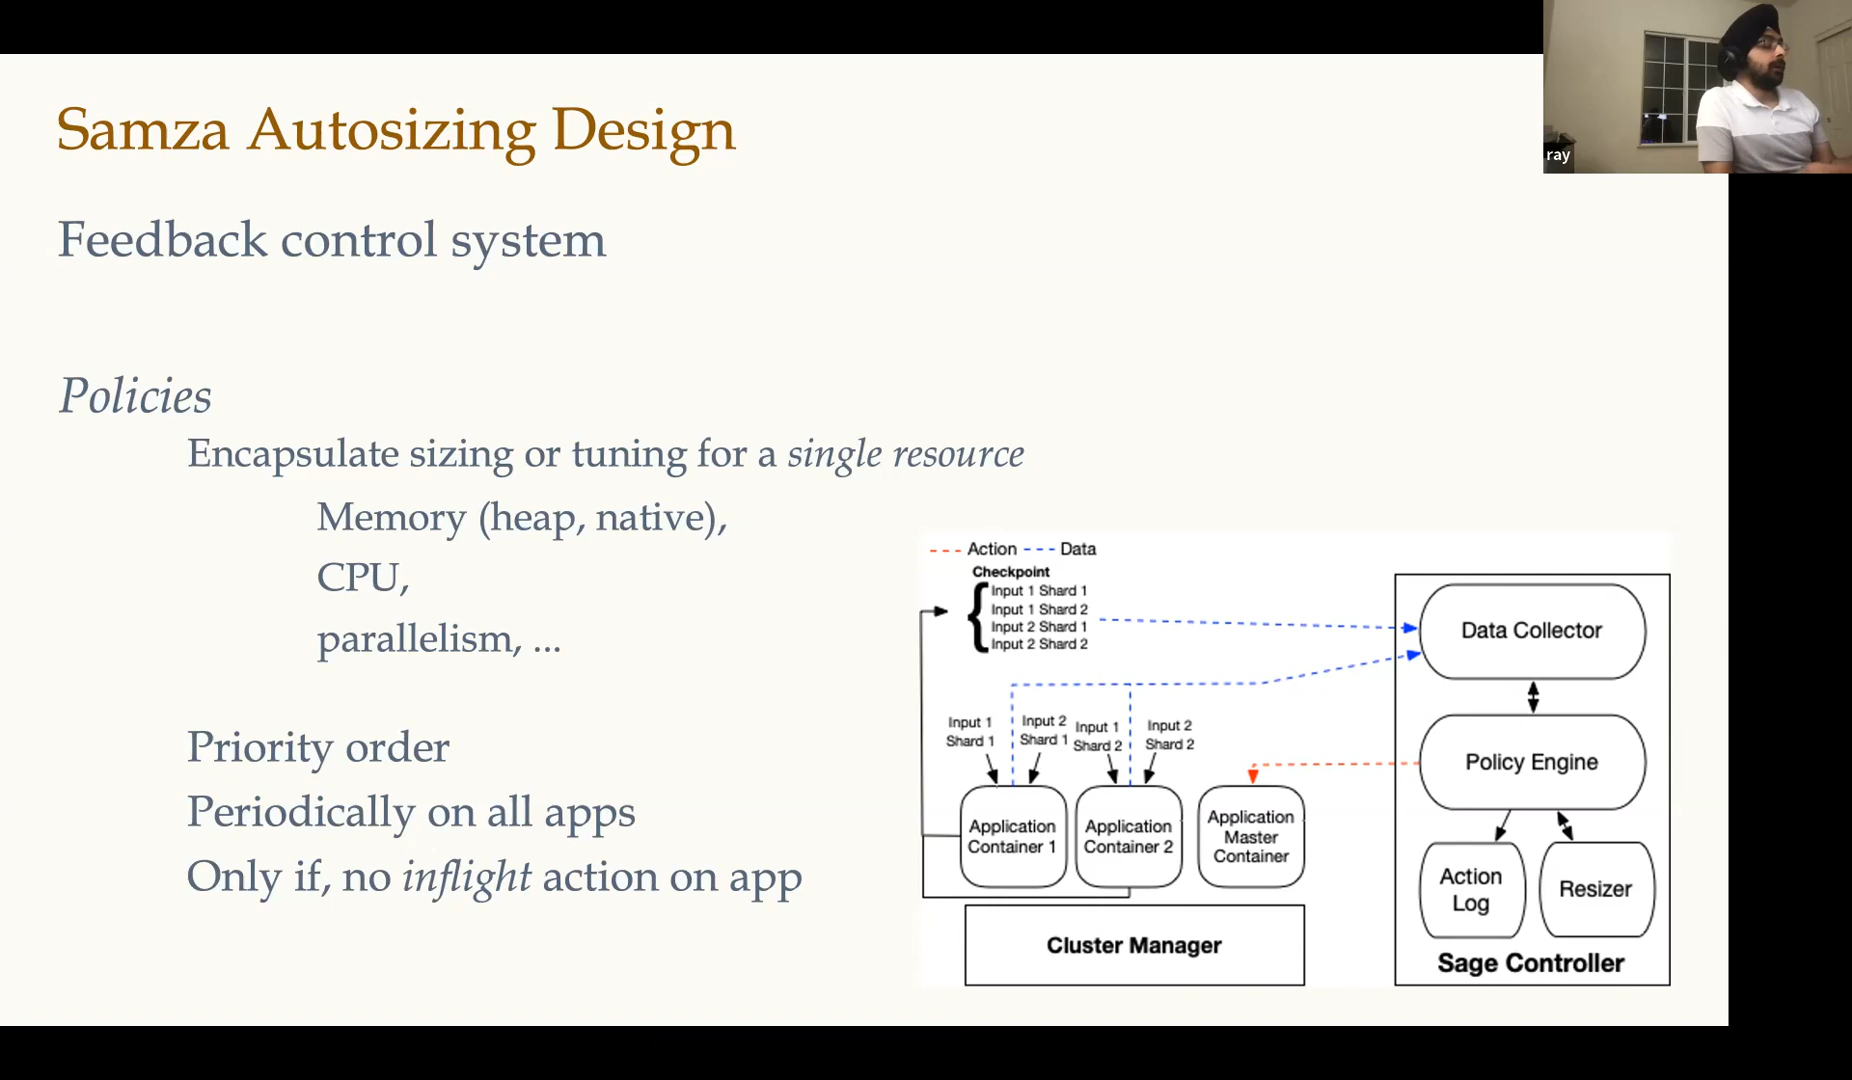 Samza Autosizing Design
ray
Feedback control system
Policies
Encapsulate sizing or tuning for a single resource
Memory (heap, native),
CPU,
parallelism, ...
Priority order
Periodically on all apps
Only if, no inflight action on app
Action
Data
Checkpoint
Input 1 Shard 1
Input 1 Shard 2
Input 2 Shard 1
Input 2 Shard 2
Input 1
Shard 1
Input 2
Shard 1
Input 1
Shard 2
Input 2
Shard 2
Application
Container 1
Application
Container 2
Application
Master
Container
Cluster Manager
Data Collector
Policy Engine
Action
Log
Resizer
Sage Controller